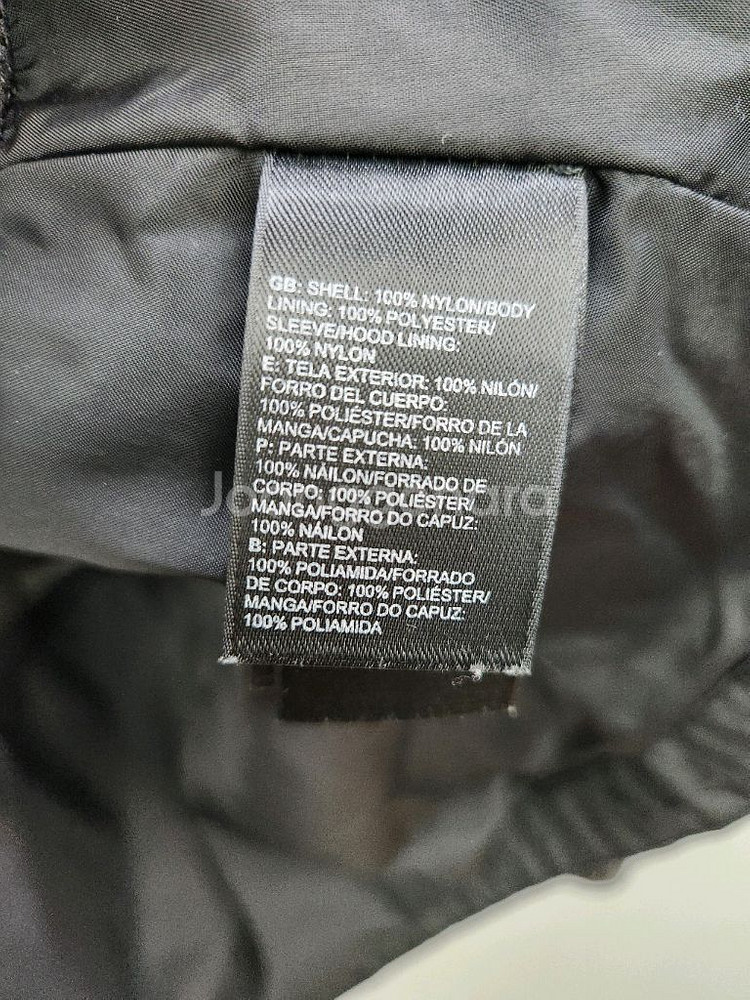 GB: SHELL: 100% NYLON/BODY
LINING: 100% POLYESTER/
SLEEVE/HOOD LINING:
100% NYLON
E: TELA EXTERIOR: 100% NILÓN/
FORRO DEL CUERPO:
100% POLIÉSTER/FORRO DE LA
MANGA/CAPUCHA: 100% NILÓN
P: PARTE EXTERNA:
100% NÁILON/FORRADO DE
CORPO: 100% POLIÉSTER/
MANGA/FORRO DO CAPUZ:
100% NÁILON
B: PARTE EXTERNA:
100% POLIAMIDA/FORRADO
DE CORPO: 100% POLIÉSTER/
MANGA/FORRO DO CAPUZ:
100% POLIAMIDA